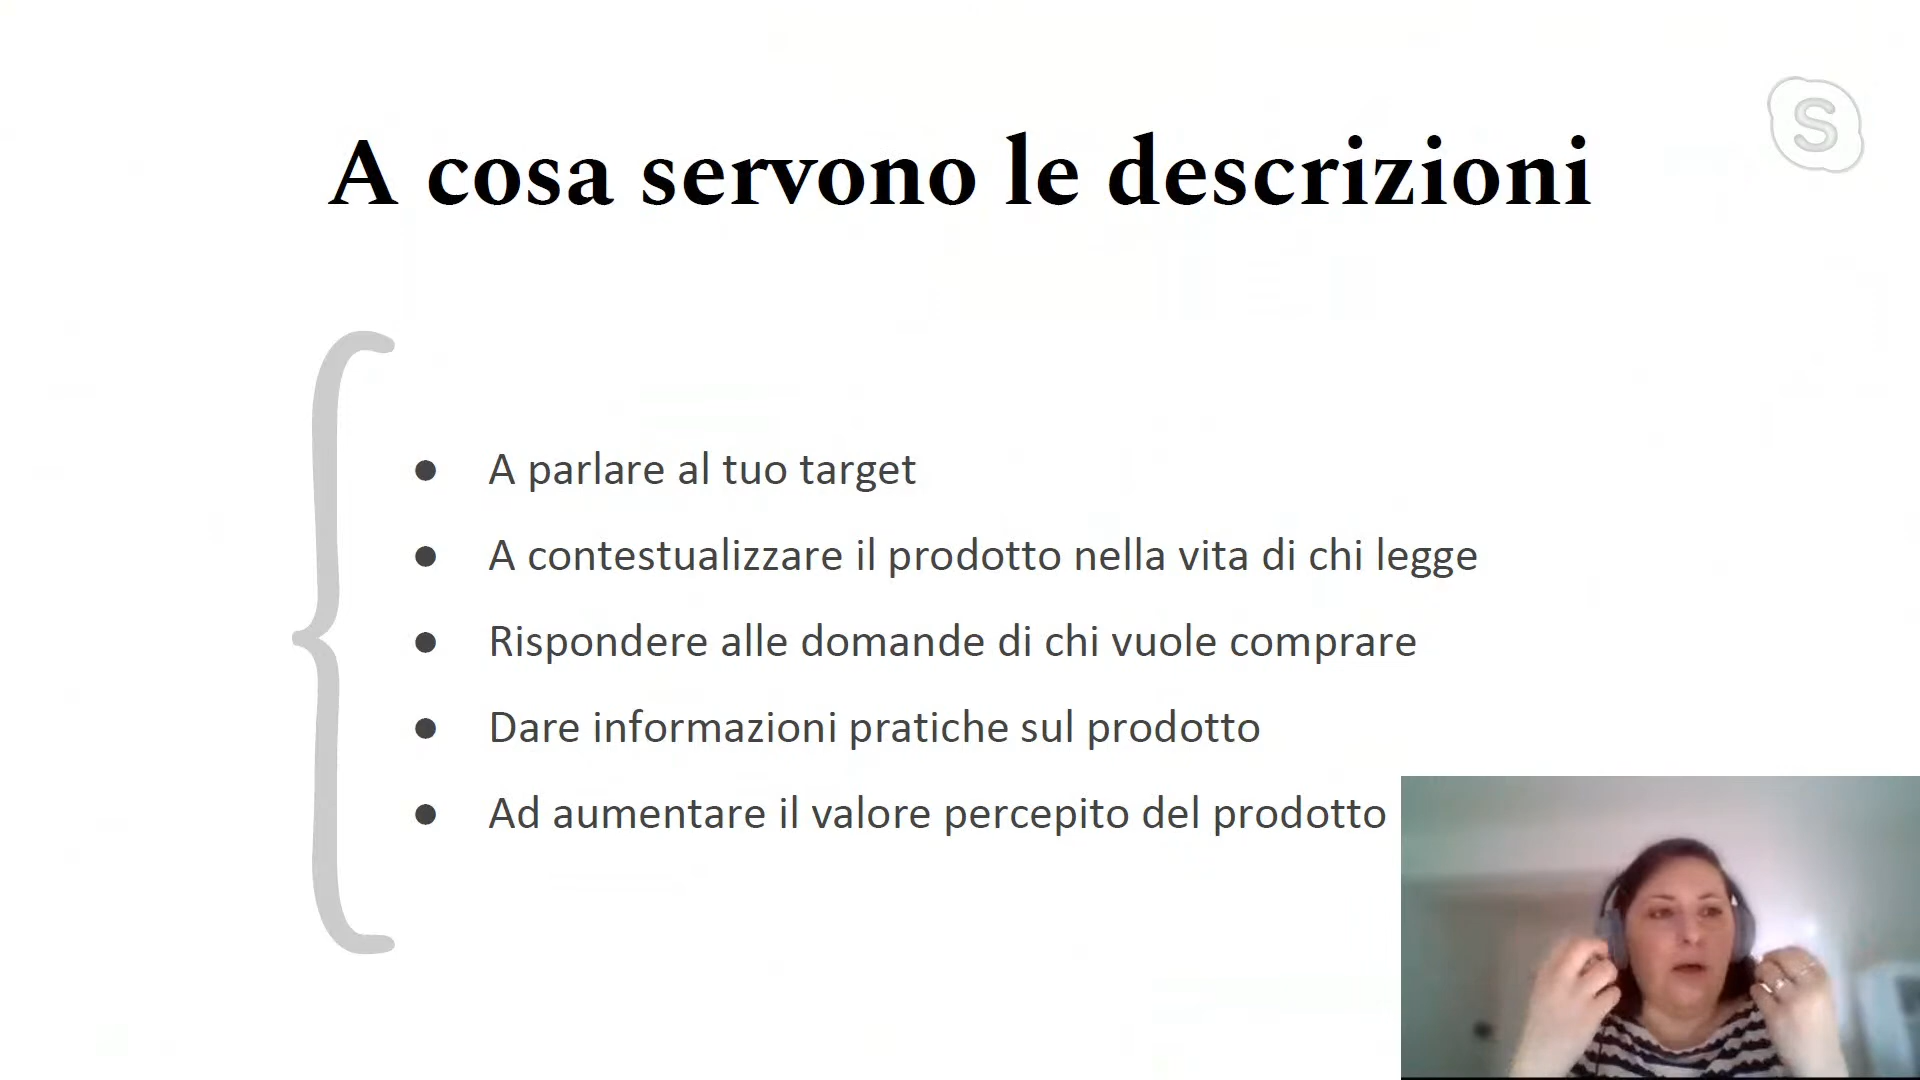 A cosa servono le descrizioni
S
● A parlare al tuo target
● A contestualizzare il prodotto nella vita di chi legge
● Rispondere alle domande di chi vuole comprare
● Dare informazioni pratiche sul prodotto
● Ad aumentare il valore percepito del prodotto